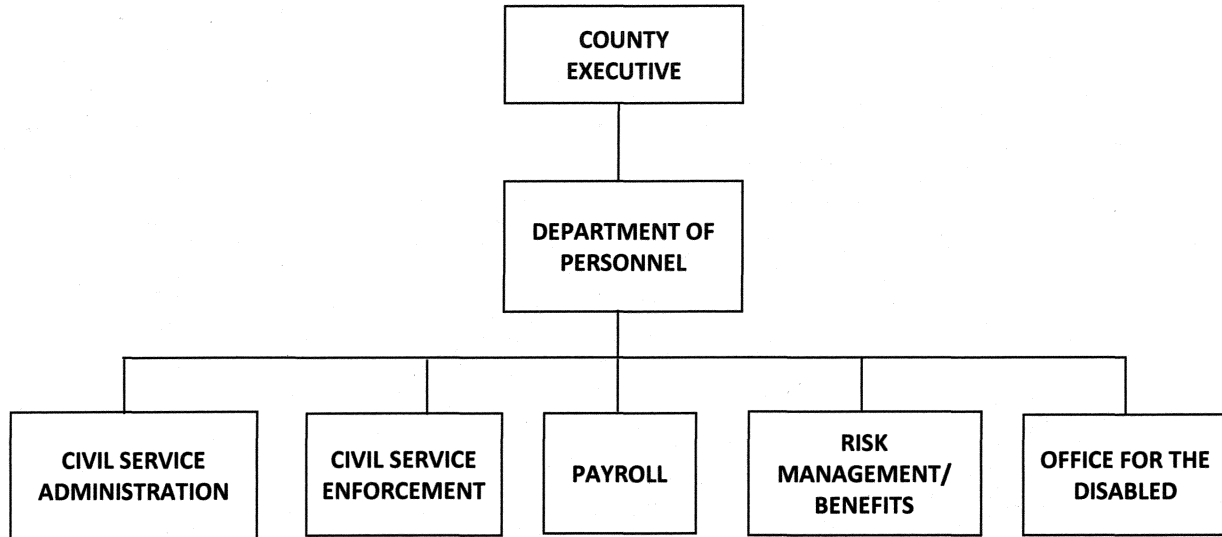 COUNTY
EXECUTIVE
DEPARTMENT OF
PERSONNEL
CIVIL SERVICE
ADMINISTRATION
CIVIL SERVICE
ENFORCEMENT
PAYROLL
RISK
MANAGEMENT/
BENEFITS
OFFICE FOR THE
DISABLED